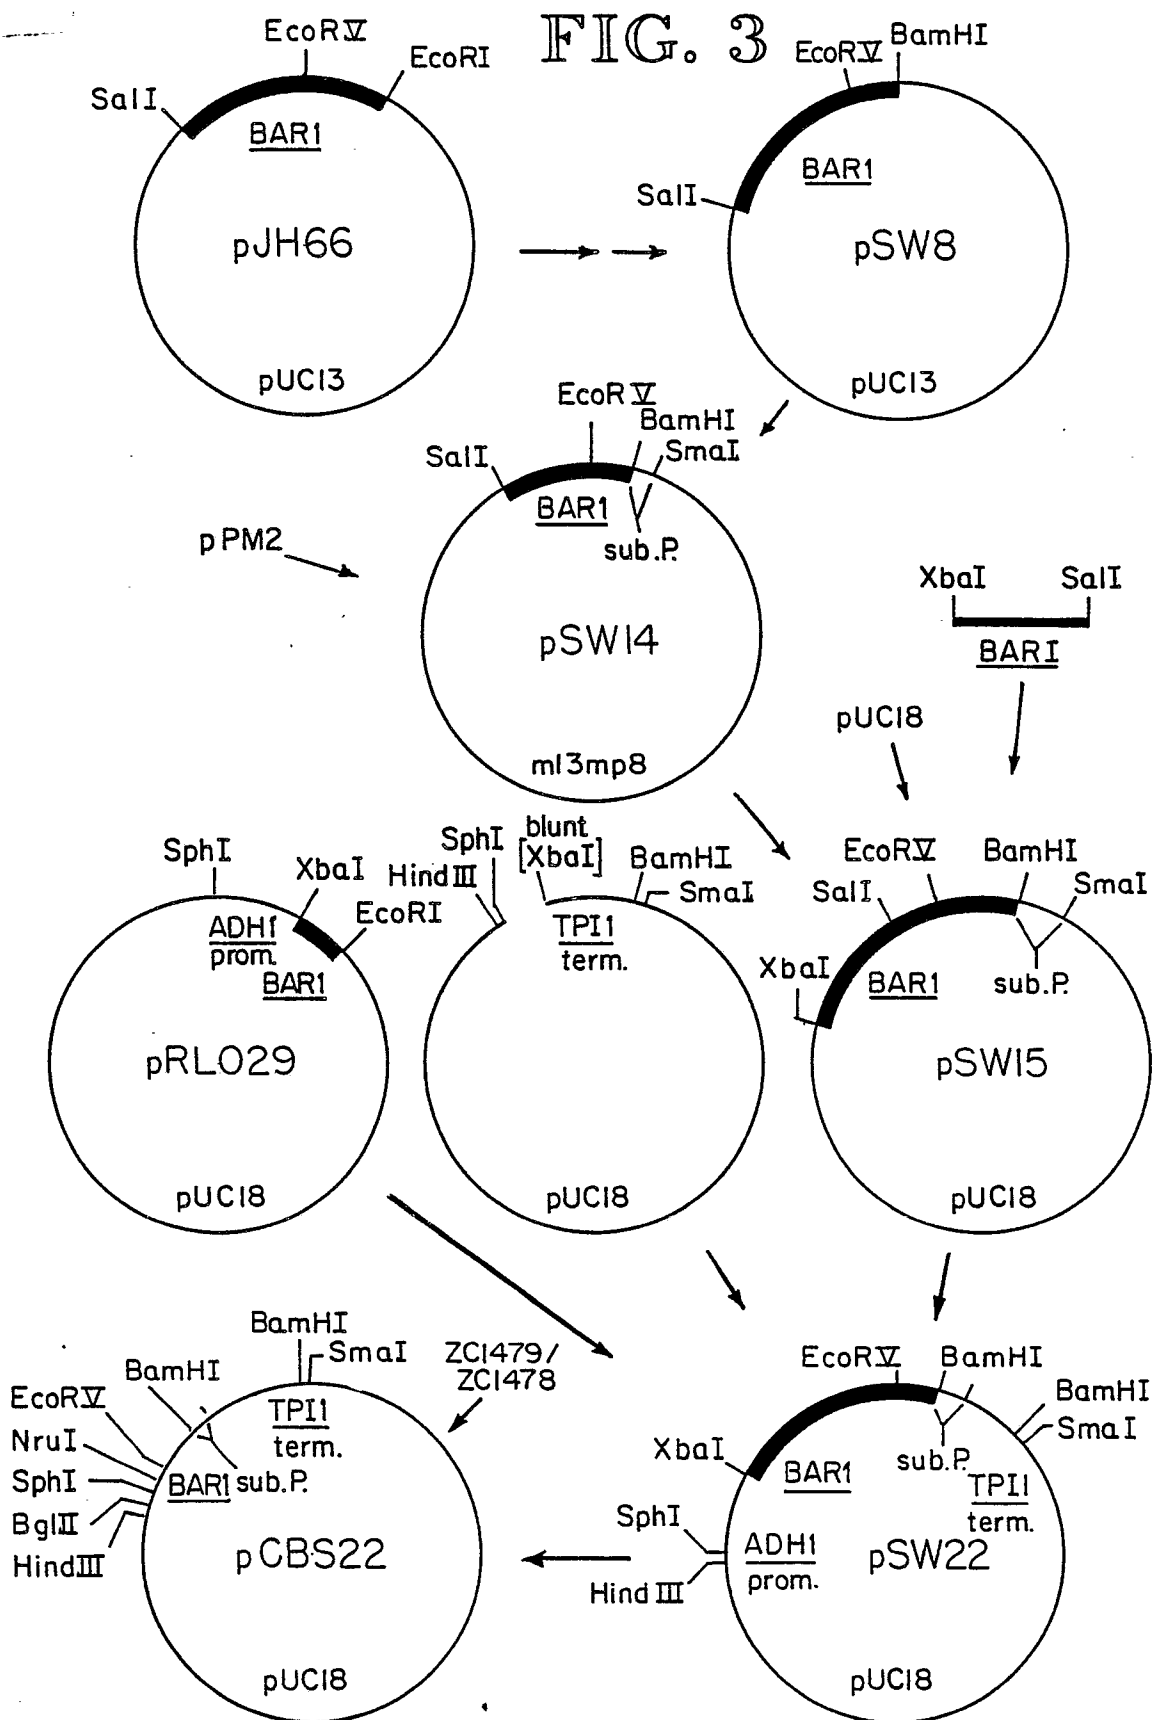 FIG. 3
EcoRV
EcoRI
SalI
BAR1
pJH66
pUC13
EcoRV
BamHI
SalI
BAR1
pSW8
pUC13
EcoRV
BamHI
SmaI
SalI
BAR1
sub.P.
pPM2
pSW14
m13mp8
XbaI
SalI
BARI
pUC18
SphI
XbaI
EcoRI
ADH1
prom.
BAR1
pRLO29
pUC18
SphI
HindIII
blunt
[XbaI]
BamHI
SmaI
TPI1
term.
pUC18
EcoRV
BamHI
SalI
SmaI
XbaI
BAR1
sub.P.
pSW15
pUC18
BamHI
SmaI
BamHI
EcoRV
NruI
SphI
BglII
HindIII
TPI1
term.
BAR1
sub.P.
pCBS22
pUC18
ZC1479/
ZC1478
EcoRV
BamHI
BamHI
SmaI
XbaI
BAR1
sub.P.
TPI1
term.
SphI
HindIII
ADH1
prom.
pSW22
pUC18